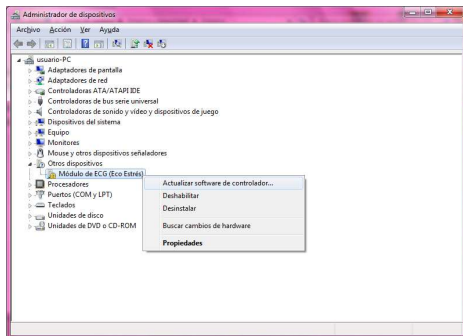 Administrador de dispositivos
Archivo Acción Ver Ayuda
usuario-PC
Adaptadores de pantalla
Adaptadores de red
Controladoras ATA/ATAPI IDE
Controladoras de bus serie universal
Controladoras de sonido y vídeo y dispositivos de juego
Dispositivos del sistema
Equipo
Monitores
Mouse y otros dispositivos señaladores
Otros dispositivos
Módulo de ECG (Eco Estrés)
Procesadores
Puertos (COM y LPT)
Teclados
Unidades de disco
Unidades de DVD o CD-ROM
Actualizar software de controlador...
Deshabilitar
Desinstalar
Buscar cambios de hardware
Propiedades